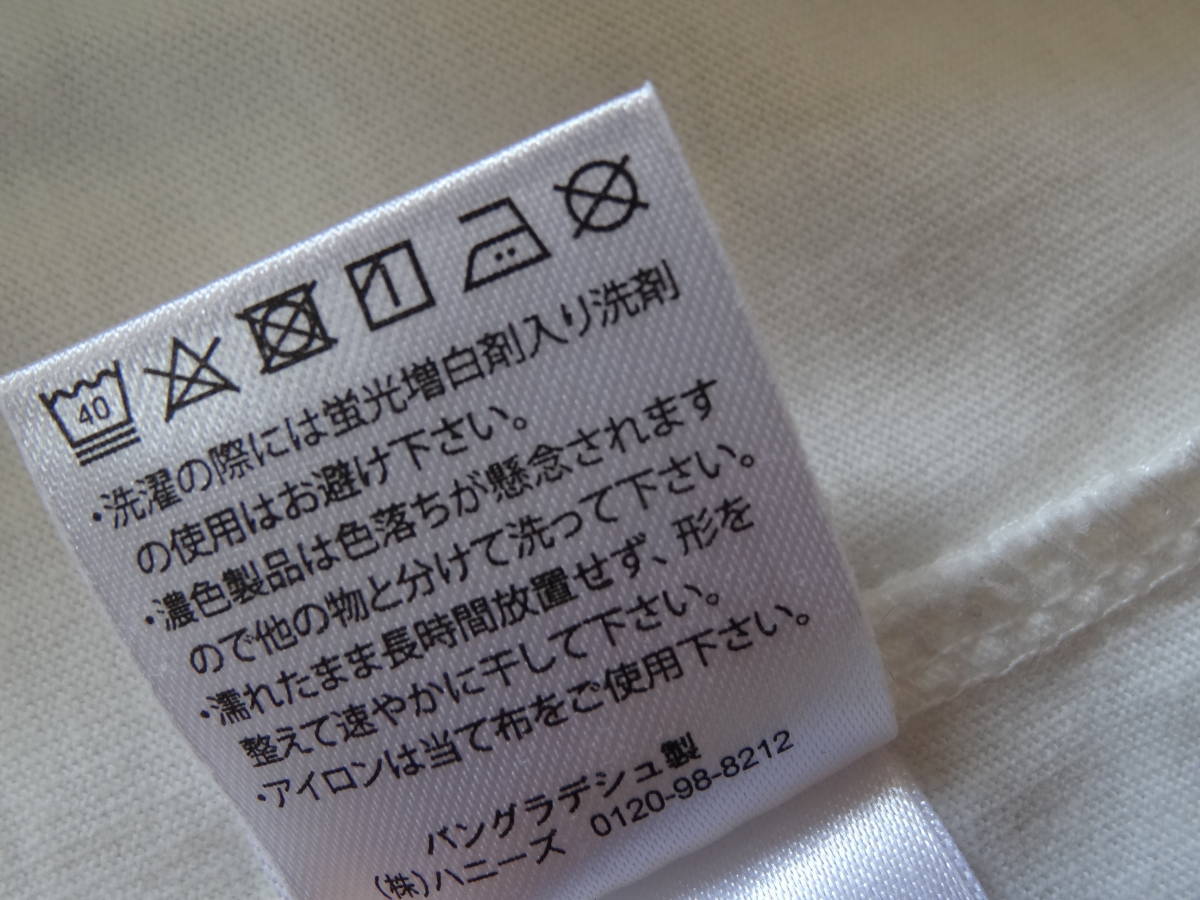 40
・洗濯の際には蛍光増白剤入り洗剤
の使用はお避け下さい。
・濃色製品は色落ちが懸念されます
ので他の物と分けて洗って下さい。
・濡れたまま長時間放置せず、形を
整えて速やかに干して下さい。
・アイロンは当て布をご使用下さい。
バングラデシュ製
(株)ハニーズ 0120-98-8212